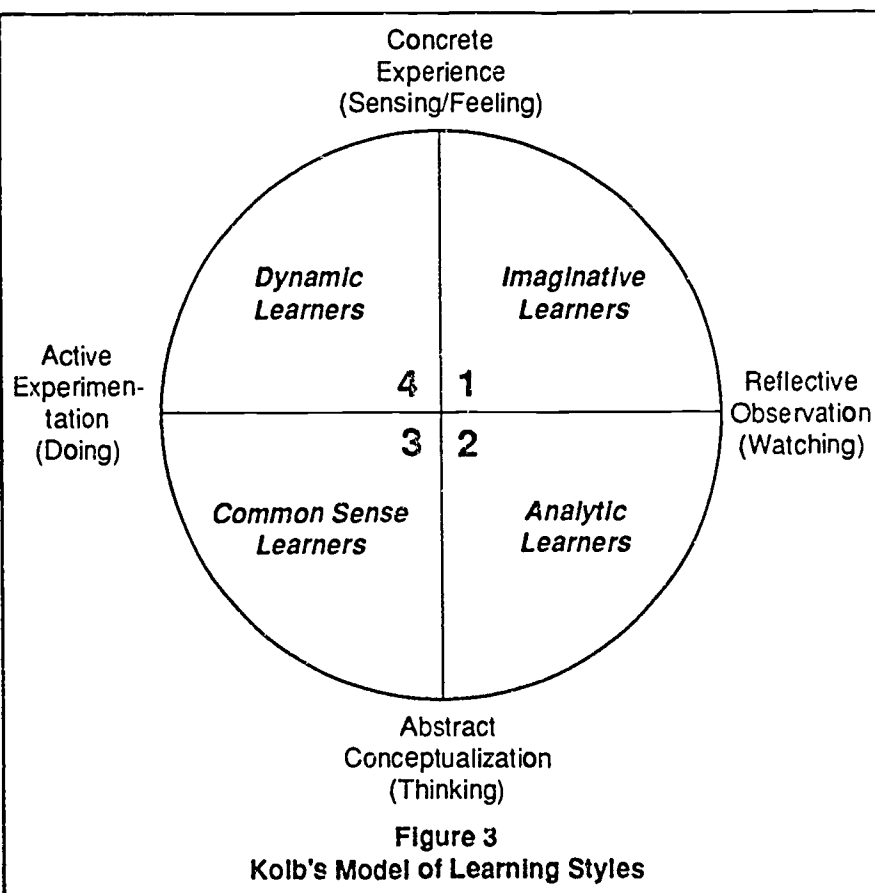 Concrete
Experience
(Sensing/Feeling)
Dynamic
Learners
Imaginative
Learners
Active
Experimen-
tation
(Doing)
4
1
Reflective
Observation
(Watching)
3
2
Common Sense
Learners
Analytic
Learners
Abstract
Conceptualization
(Thinking)
Figure 3
Kolb's Model of Learning Styles